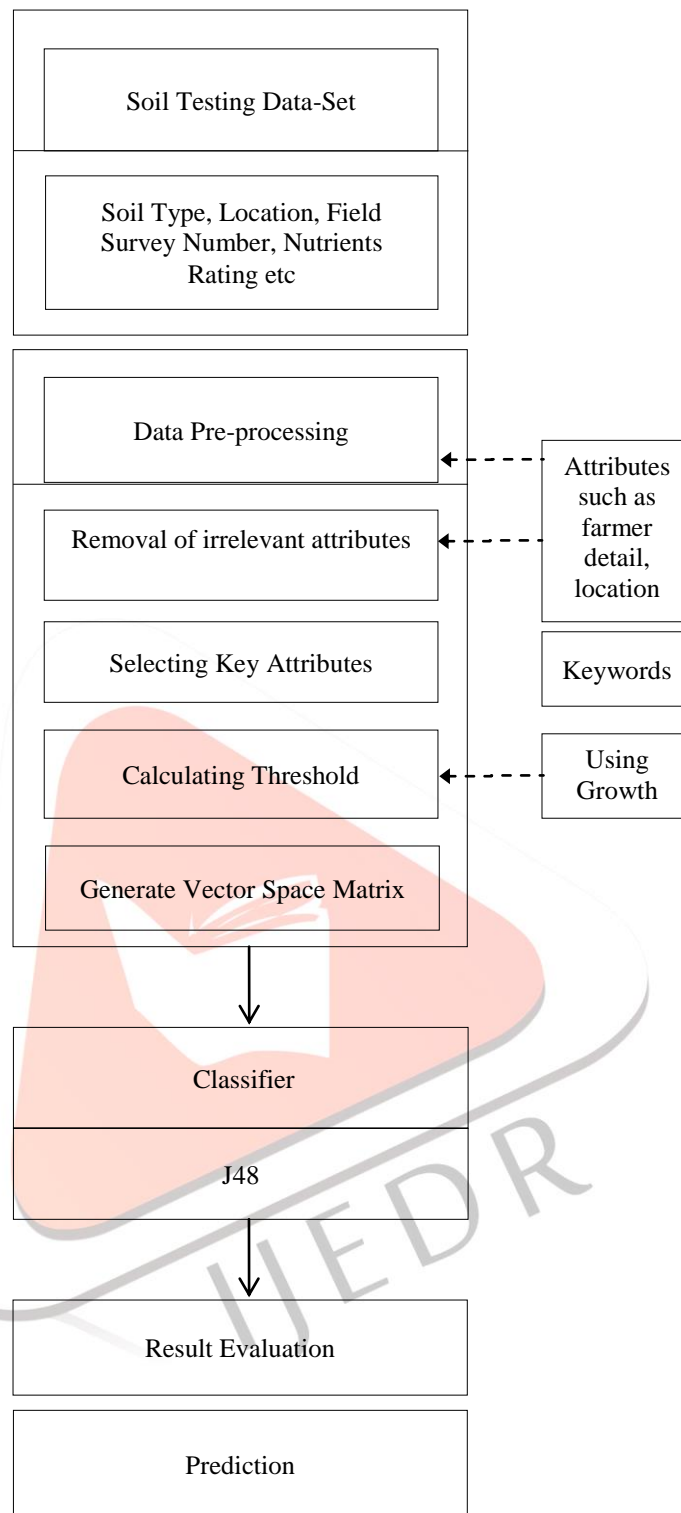 Soil Testing Data-Set
Soil Type, Location, Field
Survey Number, Nutrients
Rating etc
Data Pre-processing
Attributes
such as
farmer
detail,
location
Removal of irrelevant attributes
Selecting Key Attributes
Keywords
Calculating Threshold
Using
Growth
Generate Vector Space Matrix
Classifier
J48
IJEDR
Result Evaluation
Prediction